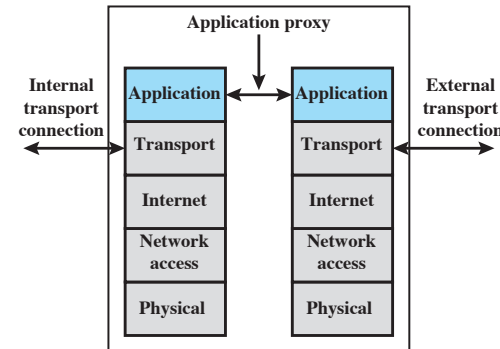 Application proxy
Internal
transport
connection
External
transport
connection
Application
Application
Transport
Transport
Internet
Internet
Network
access
Network
access
Physical
Physical